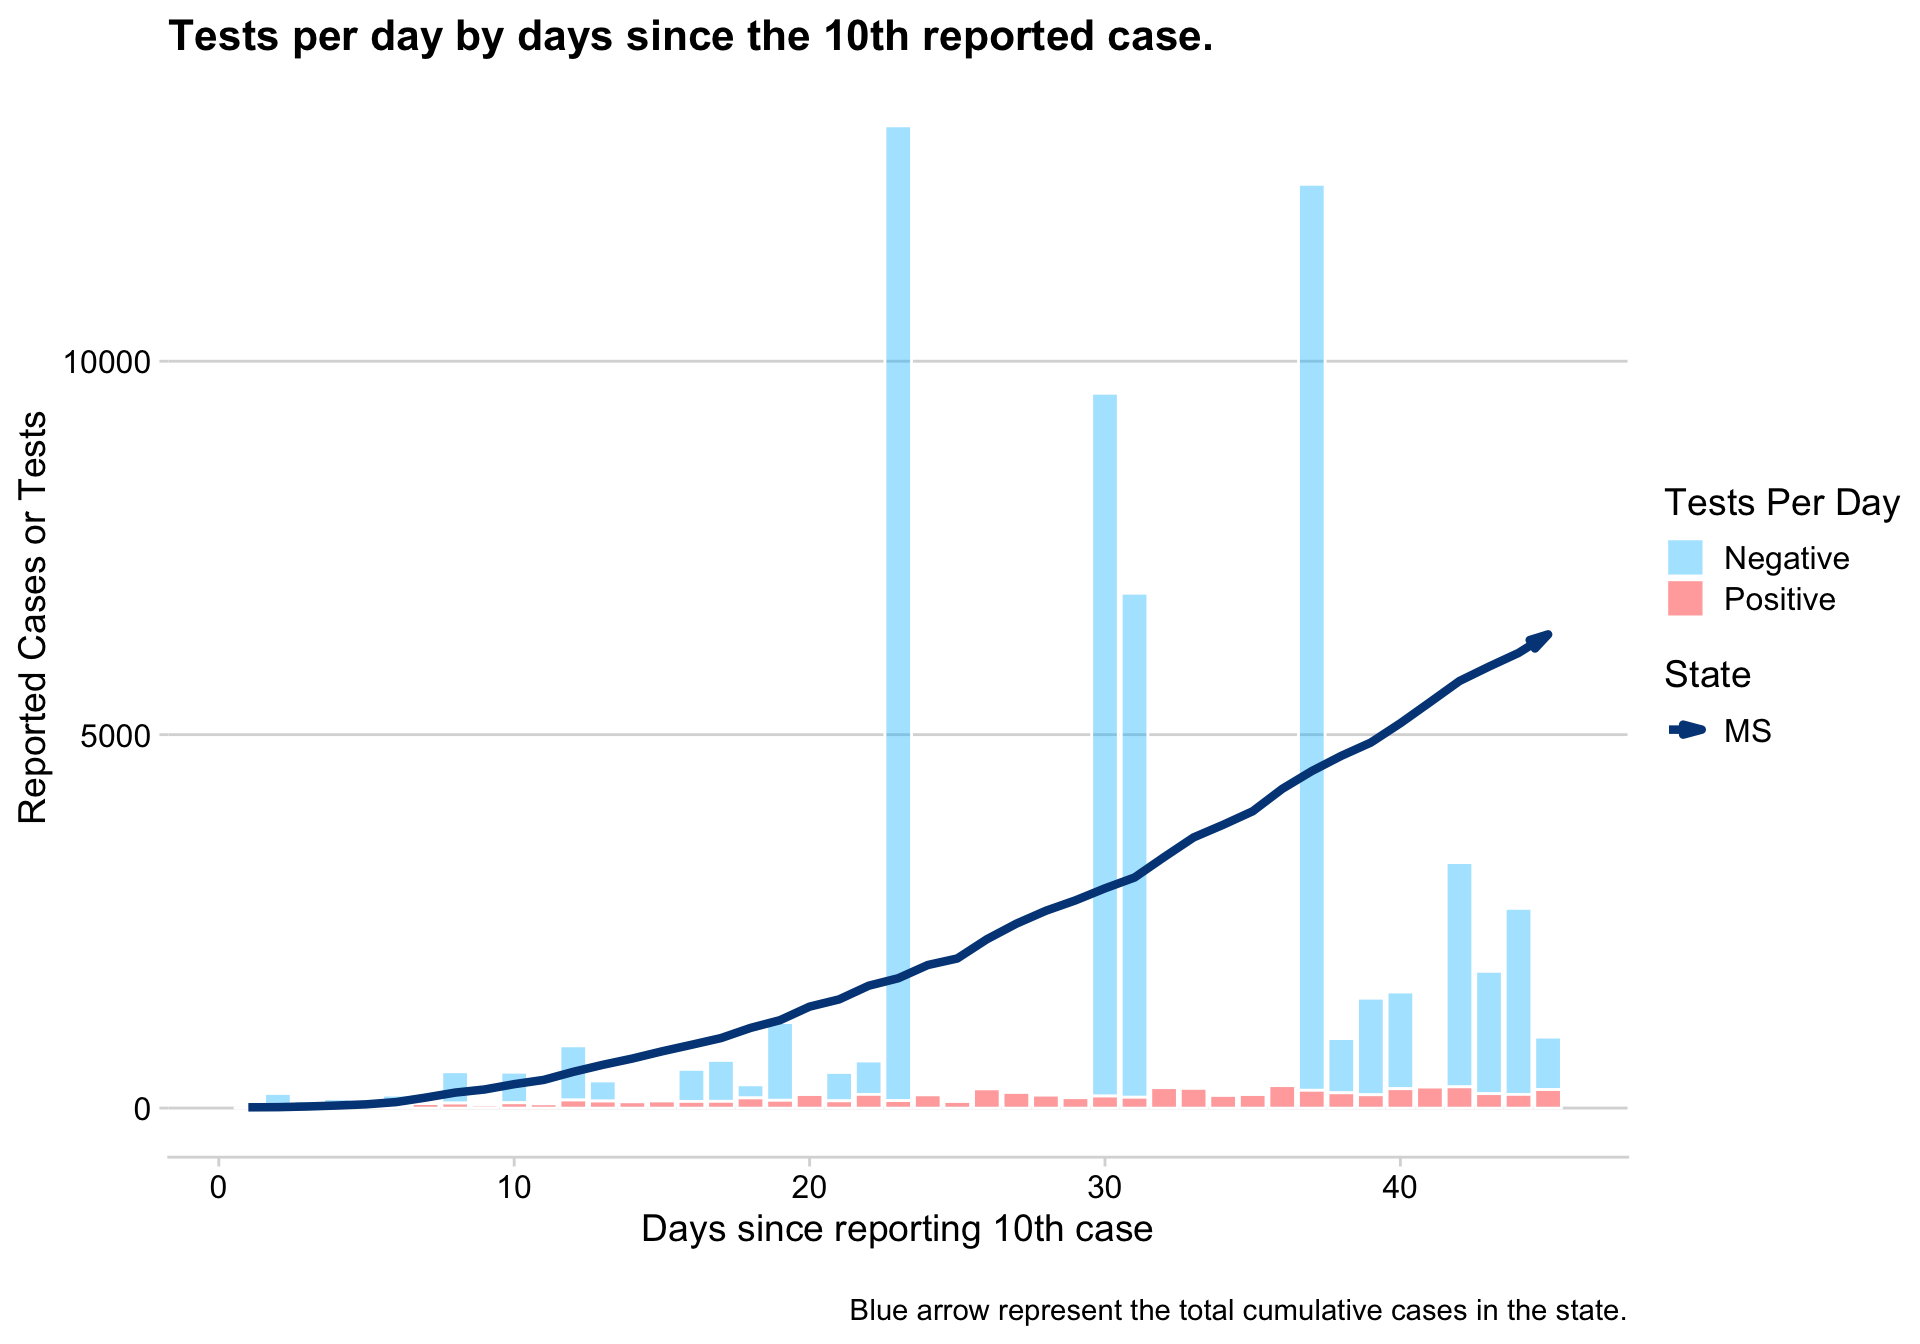 Tests per day by days since the 10th reported case.
Reported Cases or Tests
10000
5000
0
0 10 20 30 40
Days since reporting 10th case
Tests Per Day
Negative
Positive
State
MS
Blue arrow represent the total cumulative cases in the state.